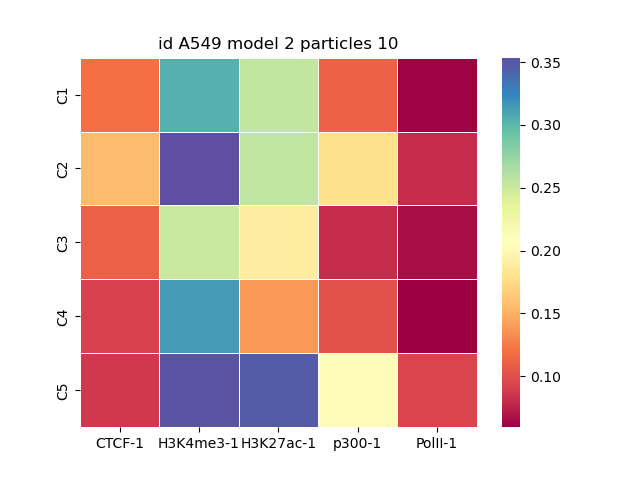 id A549 model 2 particles 10
C1
C2
C3
C4
C5
CTCF-1 H3K4me3-1 H3K27ac-1 p300-1 PolII-1
0.35
0.30
0.25
0.20
0.15
0.10